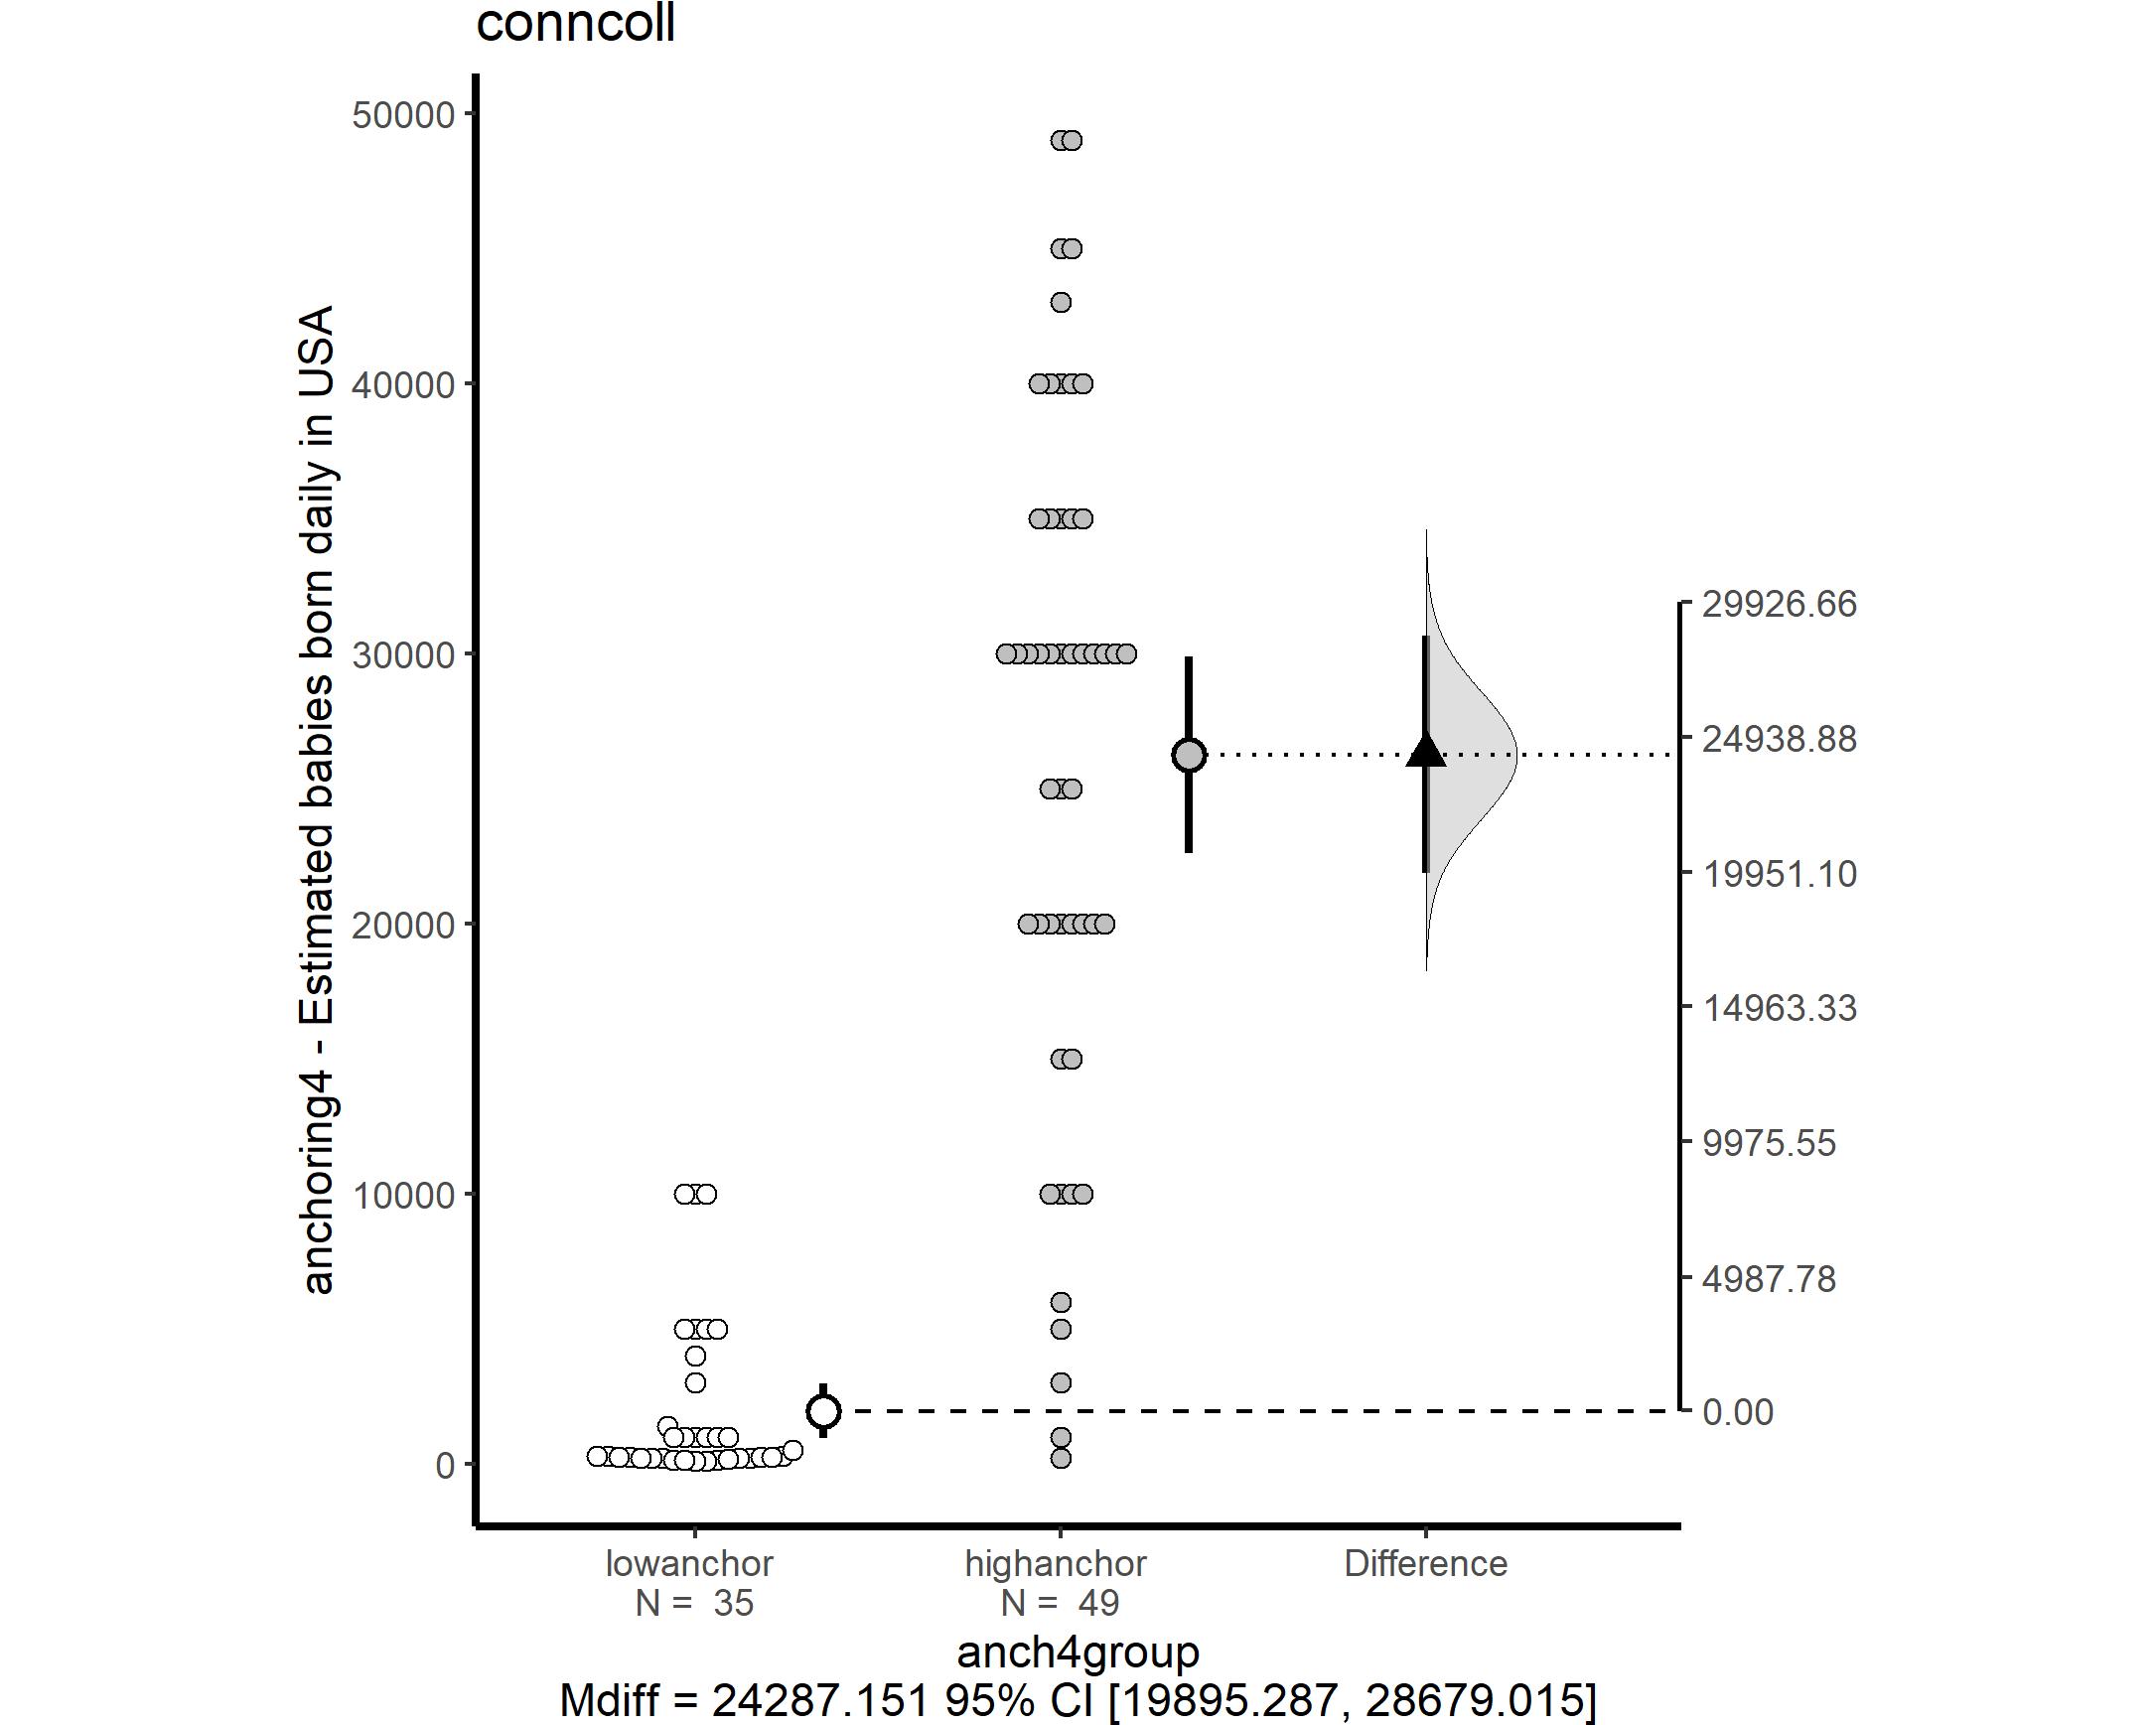 conncoll
anchoring4 - Estimated babies born daily in USA
50000
40000
30000
20000
10000
0
29926.66
24938.88
19951.10
14963.33
9975.55
4987.78
0.00
lowanchor
N =  35
highanchor
N =  49
Difference
anch4group
Mdiff = 24287.151 95% CI [19895.287, 28679.015]